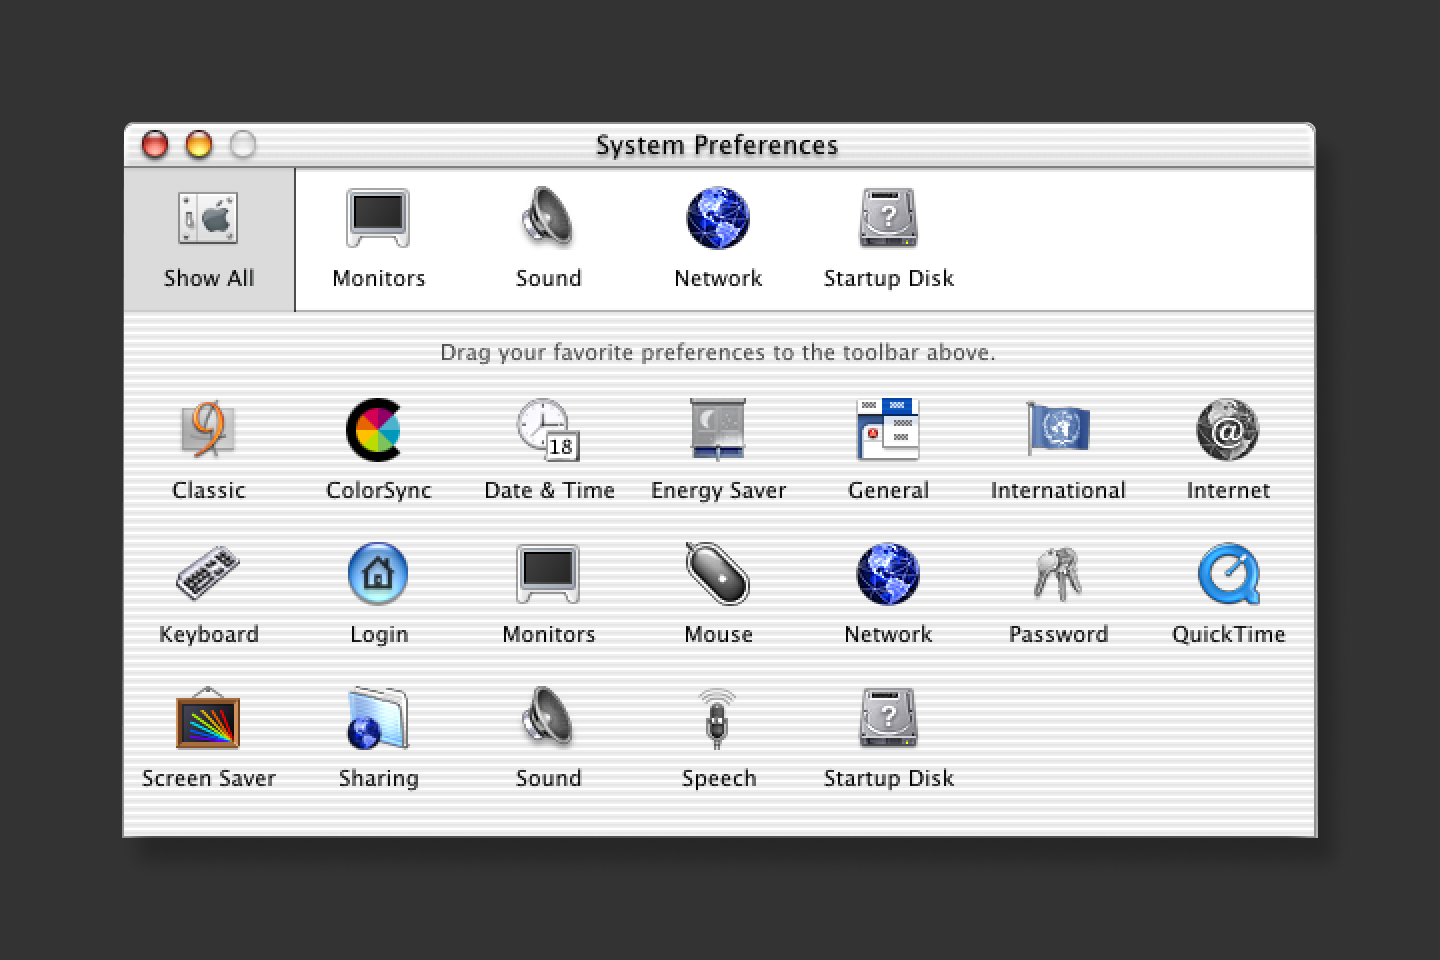 System Preferences
Show All Monitors Sound Network Startup Disk
Drag your favorite preferences to the toolbar above.
9 18 @
Classic ColorSync Date & Time Energy Saver General International Internet
Keyboard Login Monitors Mouse Network Password QuickTime
?
Screen Saver Sharing Sound Speech Startup Disk